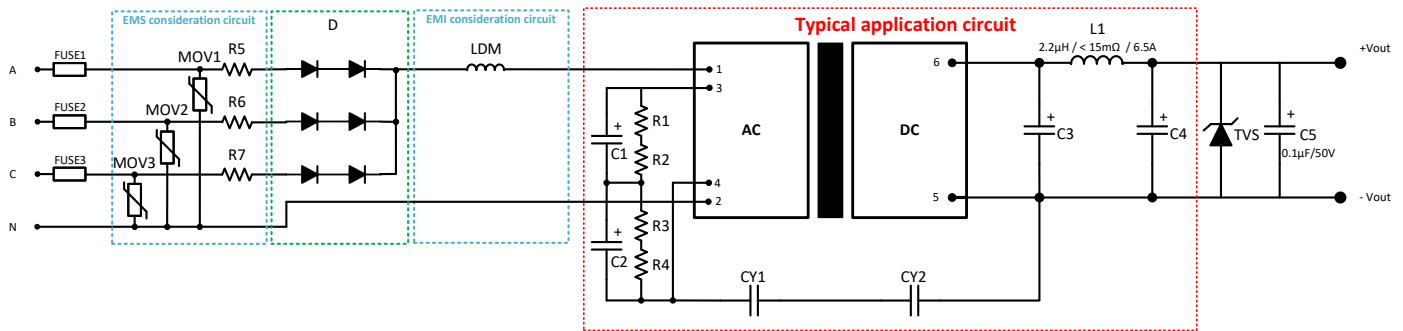 EMS consideration circuit
D
EMI consideration circuit
Typical application circuit
L1
2.2μH / < 15mΩ / 6.5A
FUSE1
MOV1
R5
LDM
+Vout
A
1
6
3
FUSE2
MOV2
R6
B
R1
C1
+
AC
DC
C3
+
C4
+
TVS
C5
+
0.1μF/50V
FUSE3
MOV3
R7
R2
C
4
5
- Vout
2
N
R3
+
C2
R4
CY1
CY2